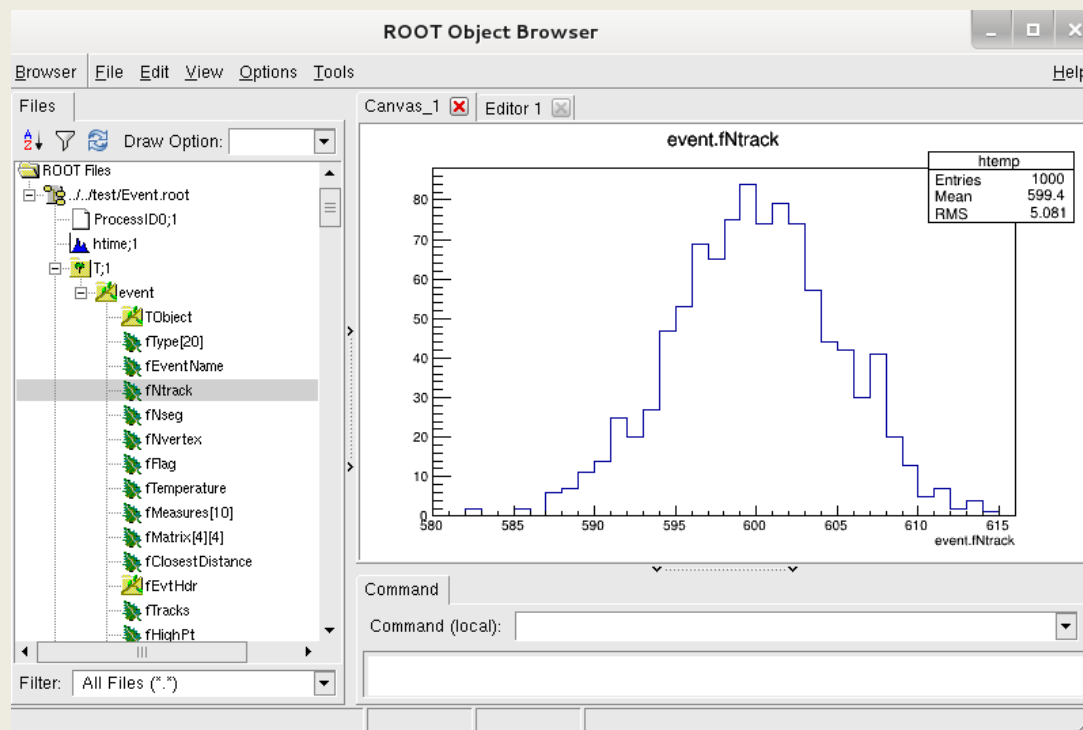 ROOT Object Browser
Browser File Edit View Options Tools Help
Files
Draw Option:
ROOT Files
../../test/Event.root
ProcessID0;1
htime;1
T;1
event
TObject
fType[20]
fEventName
fNtrack
fNseg
fNvertex
fFlag
fTemperature
fMeasures[10]
fMatrix[4][4]
fClosestDistance
fEvtHdr
fTracks
fHighPt
Filter: All Files (*.*)
Canvas_1 Editor 1
event.fNtrack
htemp
Entries 1000
Mean 599.4
RMS 5.081
80
70
60
50
40
30
20
10
0
580 585 590 595 600 605 610 615
event.fNtrack
Command
Command (local):